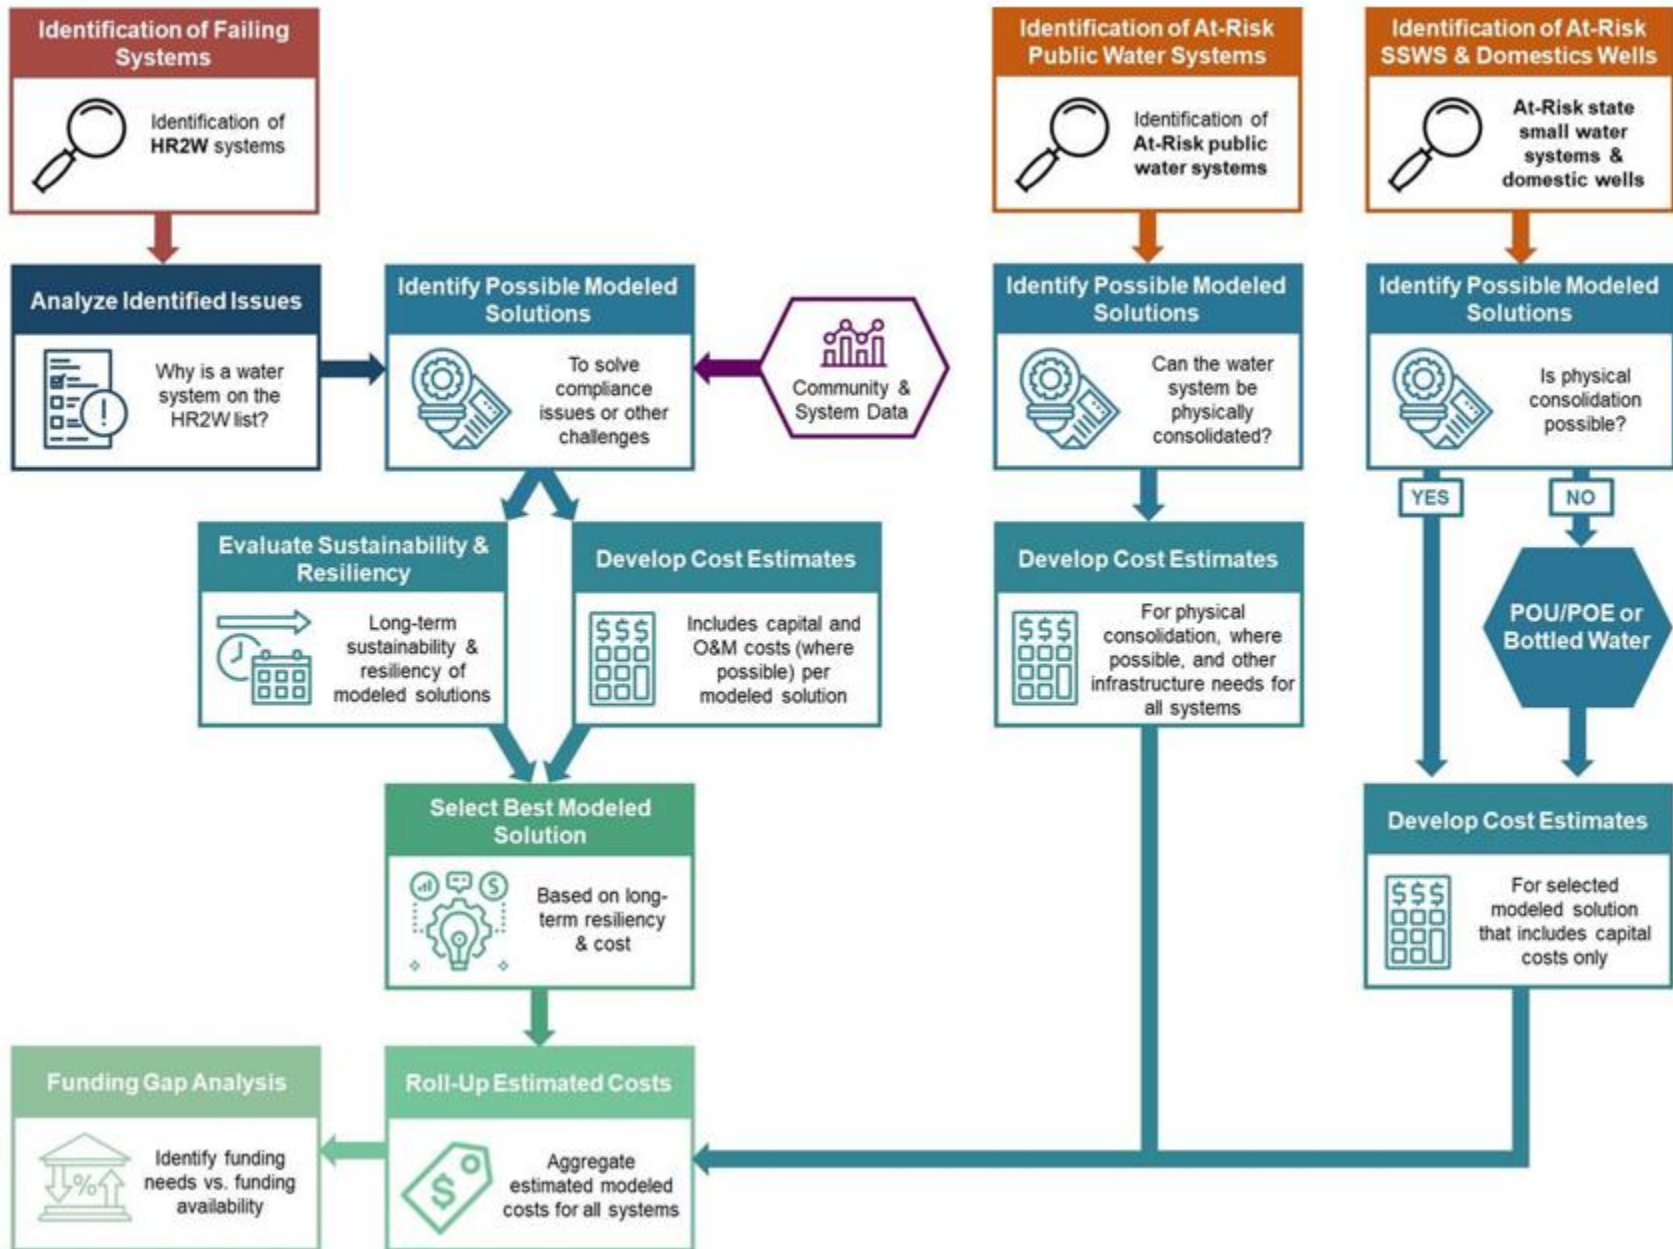 Identification of Failing
Systems
Identification of
HR2W systems
Identification of At-Risk
Public Water Systems
Identification of
At-Risk public
water systems
Identification of At-Risk
SSWS & Domestics Wells
At-Risk state
small water
systems &
domestic wells
Analyze Identified Issues
Why is a water
system on the
HR2W list?
Identify Possible Modeled
Solutions
To solve
compliance
issues or other
challenges
Community &
System Data
Identify Possible Modeled
Solutions
Can the water
system be
physically
consolidated?
Identify Possible Modeled
Solutions
Is physical
consolidation
possible?
YES
NO
Evaluate Sustainability &
Resiliency
Long-term
sustainability &
resiliency of
modeled solutions
Develop Cost Estimates
$$$
Includes capital and
O&M costs (where
possible) per
modeled solution
Develop Cost Estimates
$$$
For physical
consolidation, where
possible, and other
infrastructure needs for
all systems
POU/POE or
Bottled Water
Select Best Modeled
Solution
$
Based on long-
term resiliency
& cost
Develop Cost Estimates
$$$
For selected
modeled solution
that includes capital
costs only
Funding Gap Analysis
%
Identify funding
needs vs. funding
availability
Roll-Up Estimated Costs
$
Aggregate
estimated modeled
costs for all systems